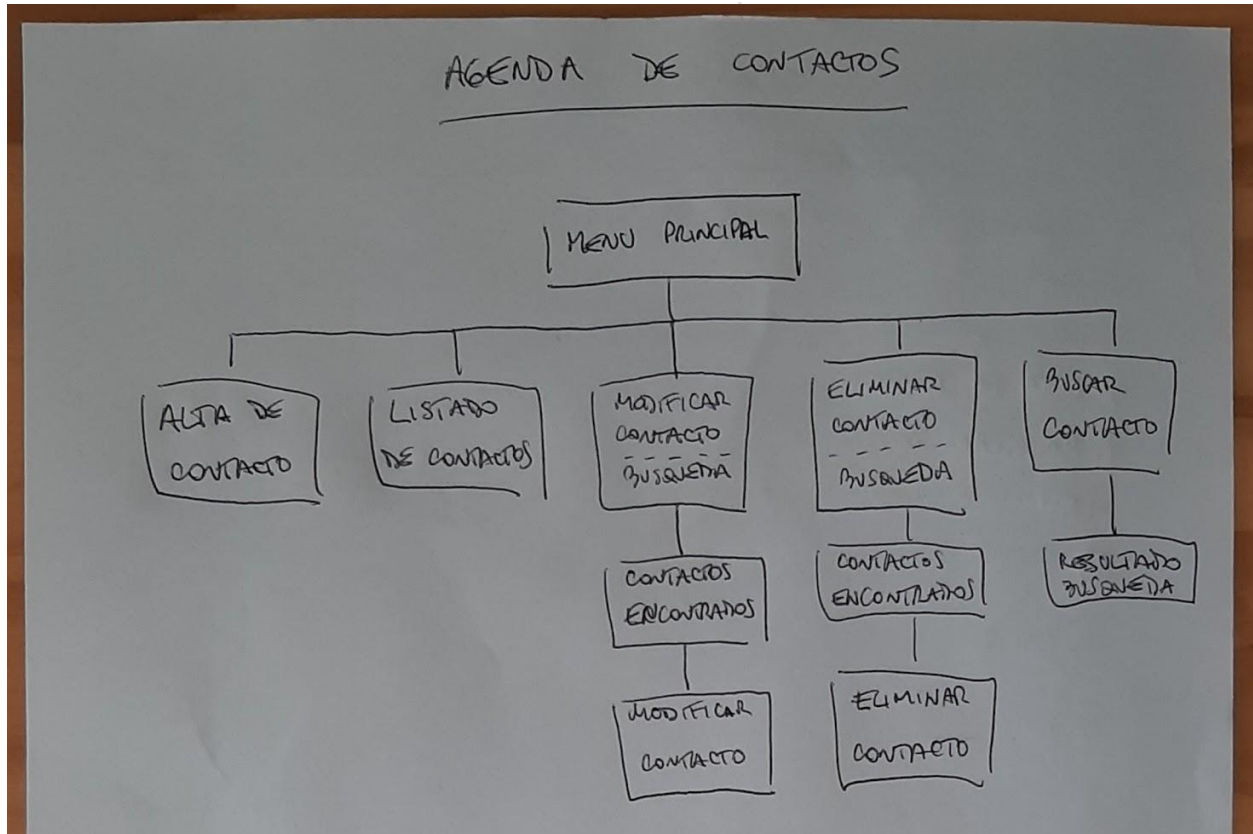 AGENDA DE CONTACTOS
MENU PRINCIPAL
ALTA DE
CONTACTO
LISTADO
DE CONTACTOS
MODIFICAR
CONTACTO
BUSQUEDA
ELIMINAR
CONTACTO
BUSQUEDA
BUSCAR
CONTACTO
CONTACTOS
ENCONTRADOS
CONTACTOS
ENCONTRADOS
RESULTADO
BUSQUEDA
MODIFICAR
CONTACTO
ELIMINAR
CONTACTO